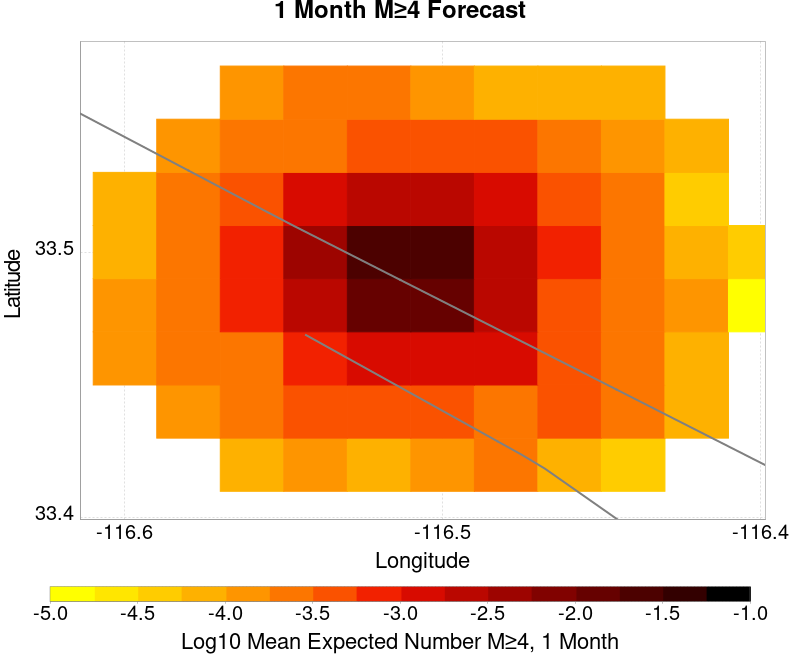 1 Month M≥4 Forecast
Latitude
33.5
33.4
-116.6 -116.5 -116.4
Longitude
-5.0 -4.5 -4.0 -3.5 -3.0 -2.5 -2.0 -1.5 -1.0
Log10 Mean Expected Number M≥4, 1 Month